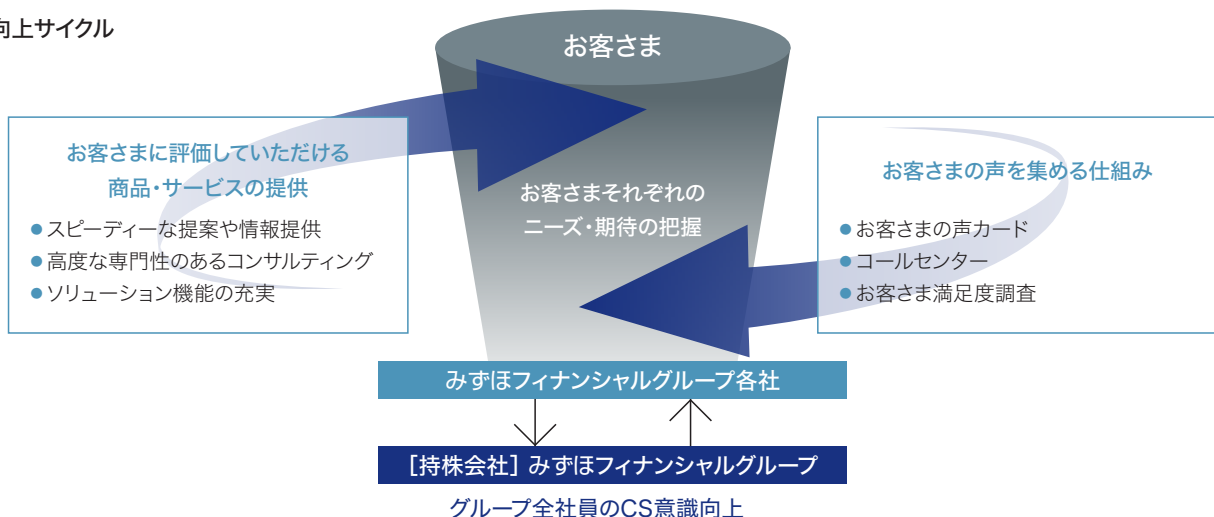 向上サイクル
お客さま
お客さまに評価していただける
商品・サービスの提供
●スピーディーな提案や情報提供
●高度な専門性のあるコンサルティング
●ソリューション機能の充実
お客さまそれぞれの
ニーズ・期待の把握
お客さまの声を集める仕組み
●お客さまの声カード
●コールセンター
●お客さま満足度調査
みずほフィナンシャルグループ各社
［持株会社］みずほフィナンシャルグループ
グループ全社員のCS意識向上